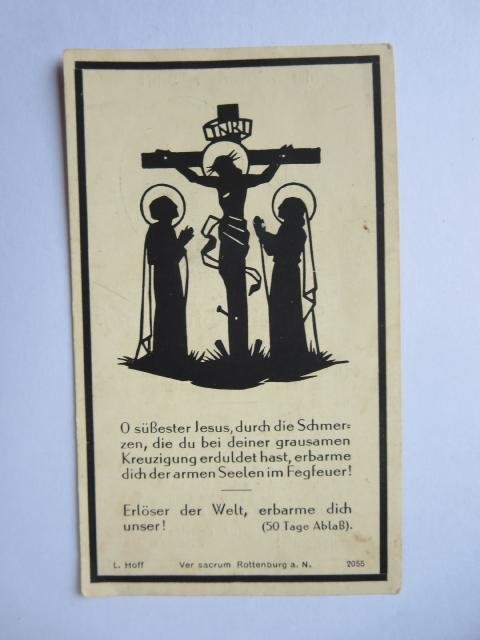 INRI
O süßester Jesus, durch die Schmer=
zen, die du bei deiner grausamen
Kreuzigung erduldet hast, erbarme
dich der armen Seelen im Fegfeuer!
Erlöser der Welt, erbarme dich
unser! (50 Tage Ablaß).
L. Hoff Ver sacrum Rottenburg a. N. 2055